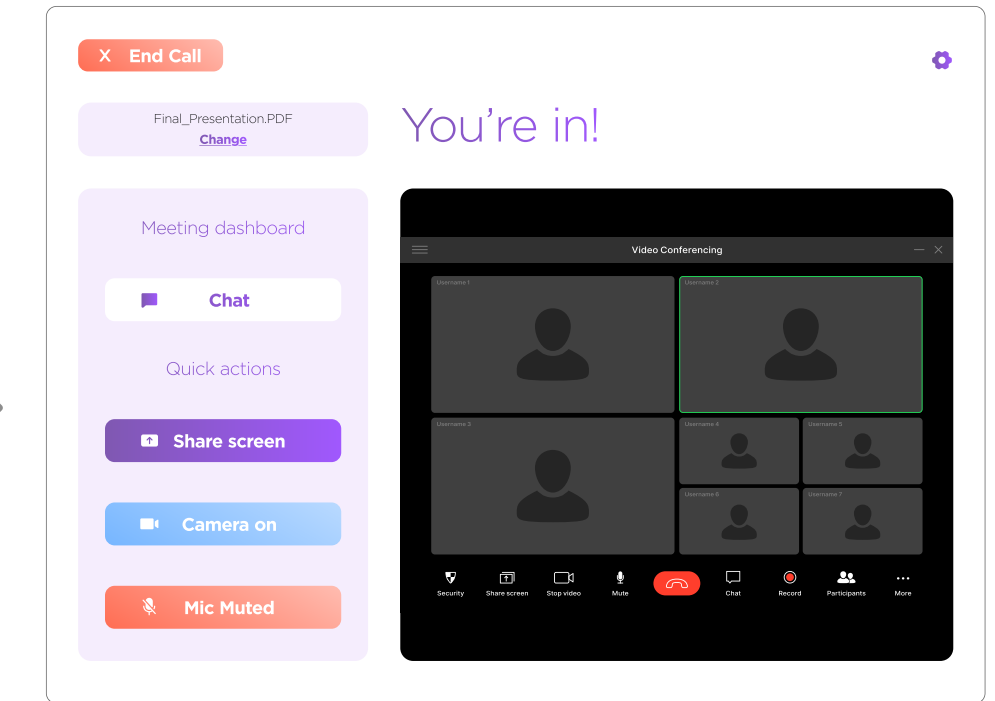 X End Call
Final_Presentation.PDF
Change
You're in!
Meeting dashboard
Chat
Quick actions
Share screen
Camera on
Mic Muted
Video Conferencing
Username 1
Username 2
Username 3
Username 4
Username 5
Username 6
Username 7
Security
Share screen
Stop video
Mute
Chat
Record
Participants
More